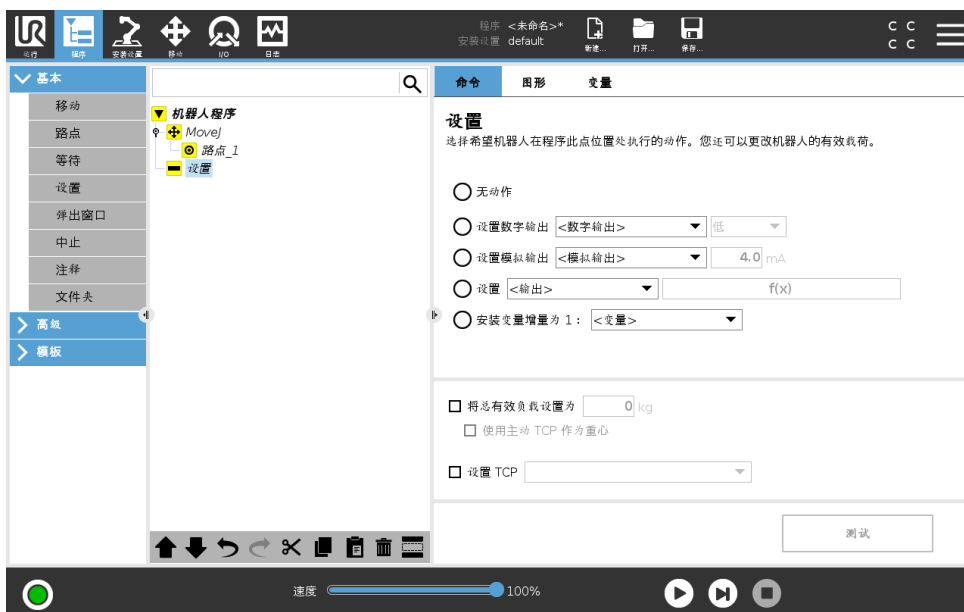 UR
运行
程序
安装设置
移动
I/O
日志
程序 <未命名>*
安装设置 default
新建...
打开...
保存...
C C
C C
基本
移动
路点
等待
设置
弹出窗口
中止
注释
文件夹
高级
模板
机器人程序
MoveJ
路点_1
设置
命令 图形 变量
设置
选择希望机器人在程序此点位置处执行的动作。您还可以更改机器人的有效载荷。
无动作
设置数字输出 <数字输出> 低
设置模拟输出 <模拟输出> 4.0 mA
设置 <输出> f(x)
安装变量增量为 1： <变量>
将总有效负载设置为 0 kg
使用主动 TCP 作为重心
设置 TCP
测试
速度 100%